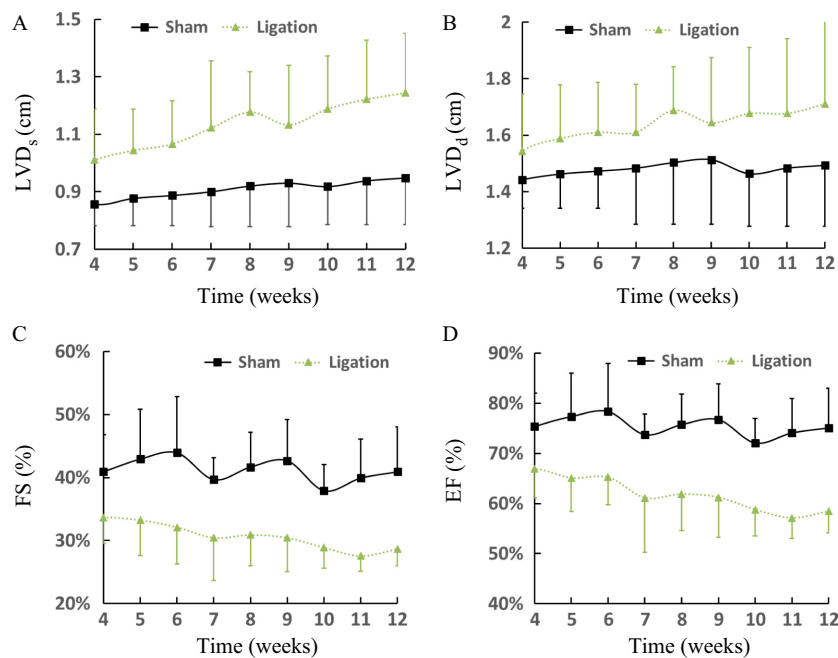 A
Sham
Ligation
LVDs (cm)
1.5
1.3
1.1
0.9
0.7
4 5 6 7 8 9 10 11 12
Time (weeks)
B
Sham
Ligation
LVDd (cm)
2
1.8
1.6
1.4
1.2
4 5 6 7 8 9 10 11 12
Time (weeks)
C
Sham
Ligation
FS (%)
60%
50%
40%
30%
20%
4 5 6 7 8 9 10 11 12
Time (weeks)
D
Sham
Ligation
EF (%)
90%
80%
70%
60%
50%
40%
4 5 6 7 8 9 10 11 12
Time (weeks)